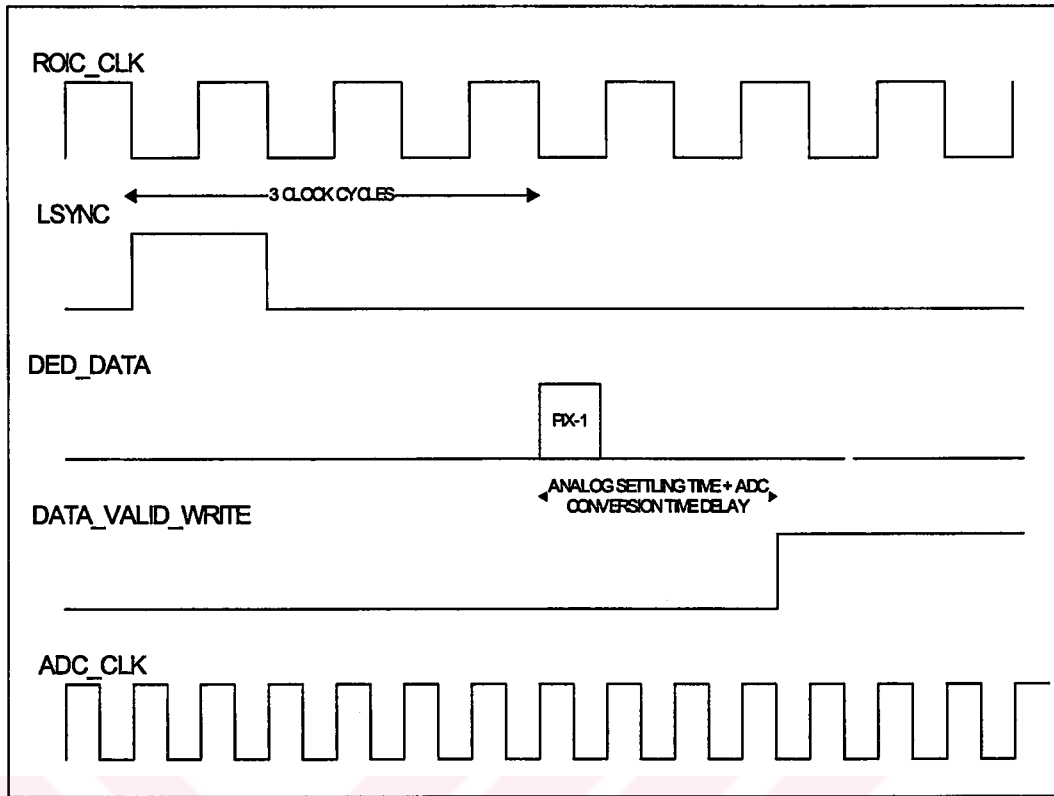 ROIC_CLK
3 CLOCK CYCLES
LSYNC
DED_DATA
PIX-1
ANALOG SETTLING TIME + ADC
CONVERSION TIME DELAY
DATA_VALID_WRITE
ADC_CLK